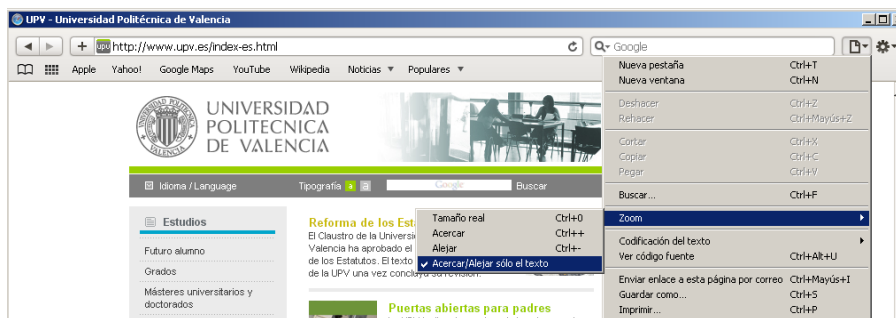 UPV - Universidad Politécnica de Valencia
http://www.upv.es/index-es.html
Google
Apple Yahoo! Google Maps YouTube Wikipedia Noticias Populares
UNIVERSIDAD
POLITECNICA
DE VALENCIA
Idioma / Language Tipografía a a Google Buscar
Estudios
Futuro alumno
Grados
Másteres universitarios y
doctorados
Reforma de los Est
El Claustro de la Universi
Valencia ha aprobado el
de los Estatutos. El texto
de la UPV una vez concluya su revisión.
Puertas abiertas para padres
Tamaño real Ctrl+0
Acercar Ctrl++
Alejar Ctrl+-
Acercar/Alejar sólo el texto
Nueva pestaña Ctrl+T
Nueva ventana Ctrl+N
Deshacer Ctrl+Z
Rehacer Ctrl+Mayús+Z
Cortar Ctrl+X
Copiar Ctrl+C
Pegar Ctrl+V
Buscar... Ctrl+F
Zoom
Codificación del texto
Ver código fuente Ctrl+Alt+U
Enviar enlace a esta página por correo Ctrl+Mayús+I
Guardar como... Ctrl+S
Imprimir... Ctrl+P